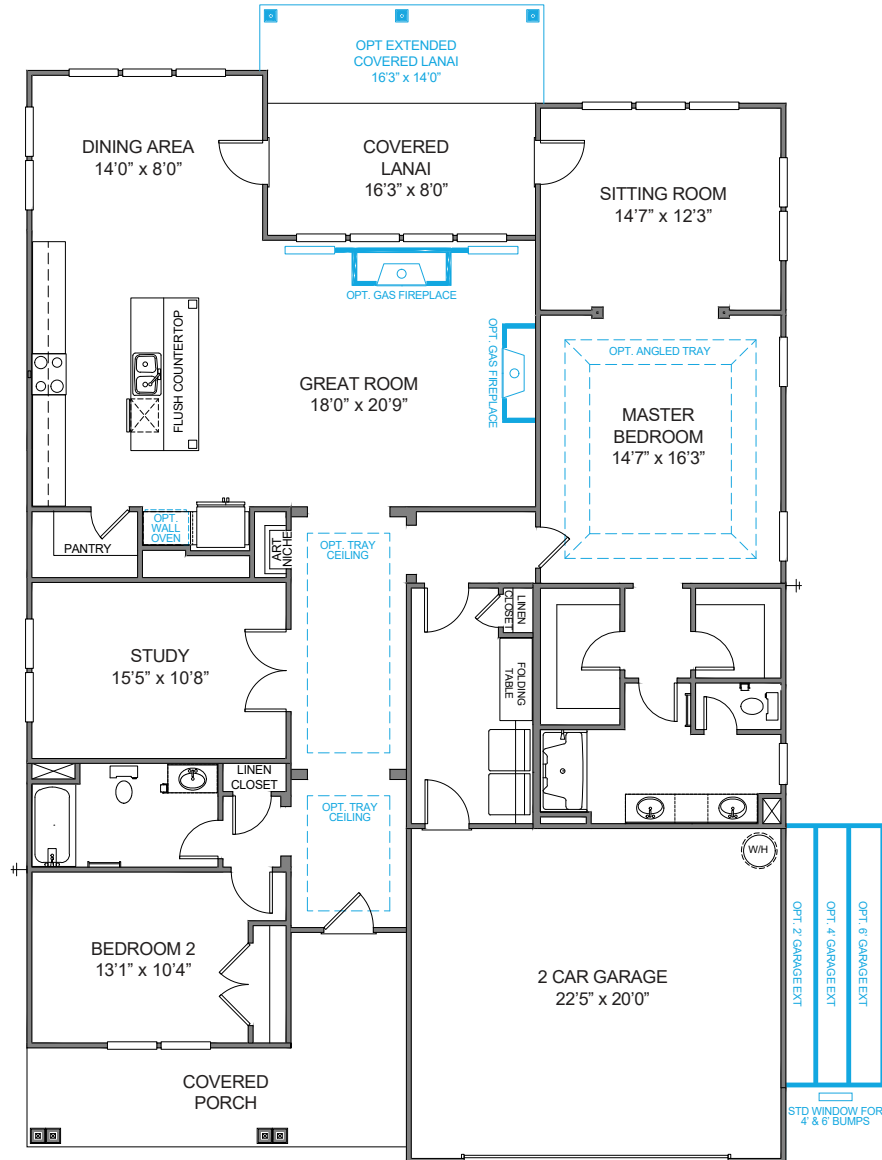 OPT EXTENDED
COVERED LANAI
16'3" x 14'0"
DINING AREA
14'0" x 8'0"
COVERED
LANAI
16'3" x 8'0"
SITTING ROOM
14'7" x 12'3"
OPT. GAS FIREPLACE
OPT. GAS FIREPLACE
FLUSH COUNTERTOP
GREAT ROOM
18'0" x 20'9"
OPT. ANGLED TRAY
MASTER
BEDROOM
14'7" x 16'3"
PANTRY
OPT.
WALL
OVEN
ART
NICHE
OPT. TRAY
CEILING
LINEN
CLOSET
FOLDING
TABLE
STUDY
15'5" x 10'8"
LINEN
CLOSET
OPT. TRAY
CEILING
W/H
BEDROOM 2
13'1" x 10'4"
2 CAR GARAGE
22'5" x 20'0"
OPT. 2' GARAGE EXT
OPT. 4' GARAGE EXT
OPT. 6' GARAGE EXT
COVERED
PORCH
STD WINDOW FOR
4' & 6' BUMPS